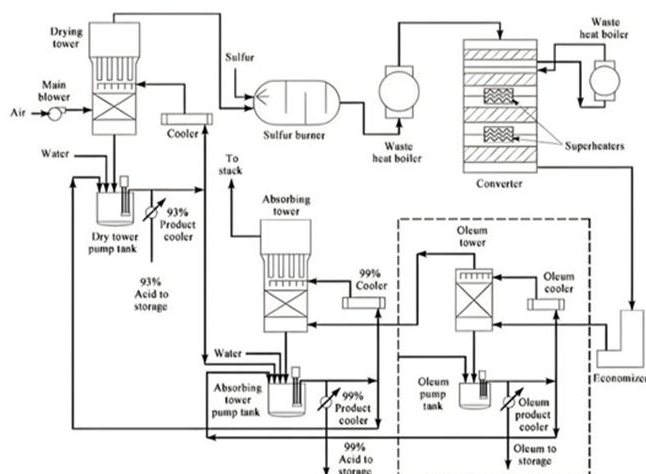 Drying
tower
Main
blower
Air
Water
Cooler
Sulfur
Sulfur burner
Waste
heat boiler
Waste
heat boiler
Superheaters
Converter
To
stack
93%
Product
cooler
Dry tower
pump tank
93%
Acid to
storage
Absorbing
tower
99%
Cooler
Oleum
tower
Oleum
cooler
Economizer
Water
Absorbing
tower
pump tank
99%
Product
cooler
99%
Acid to
storage
Oleum
pump
tank
Oleum
product
cooler
Oleum to
storage